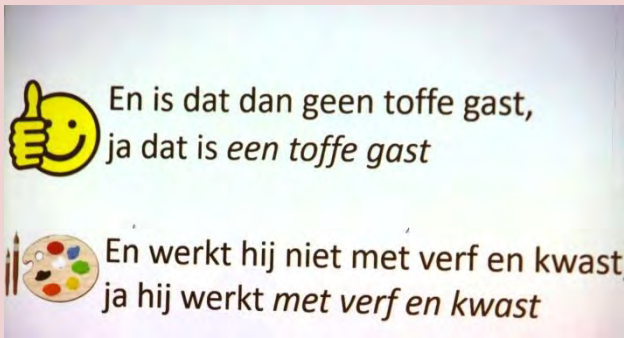 En is dat dan geen toffe gast,
ja dat is een toffe gast
En werkt hij niet met verf en kwast,
ja hij werkt met verf en kwast